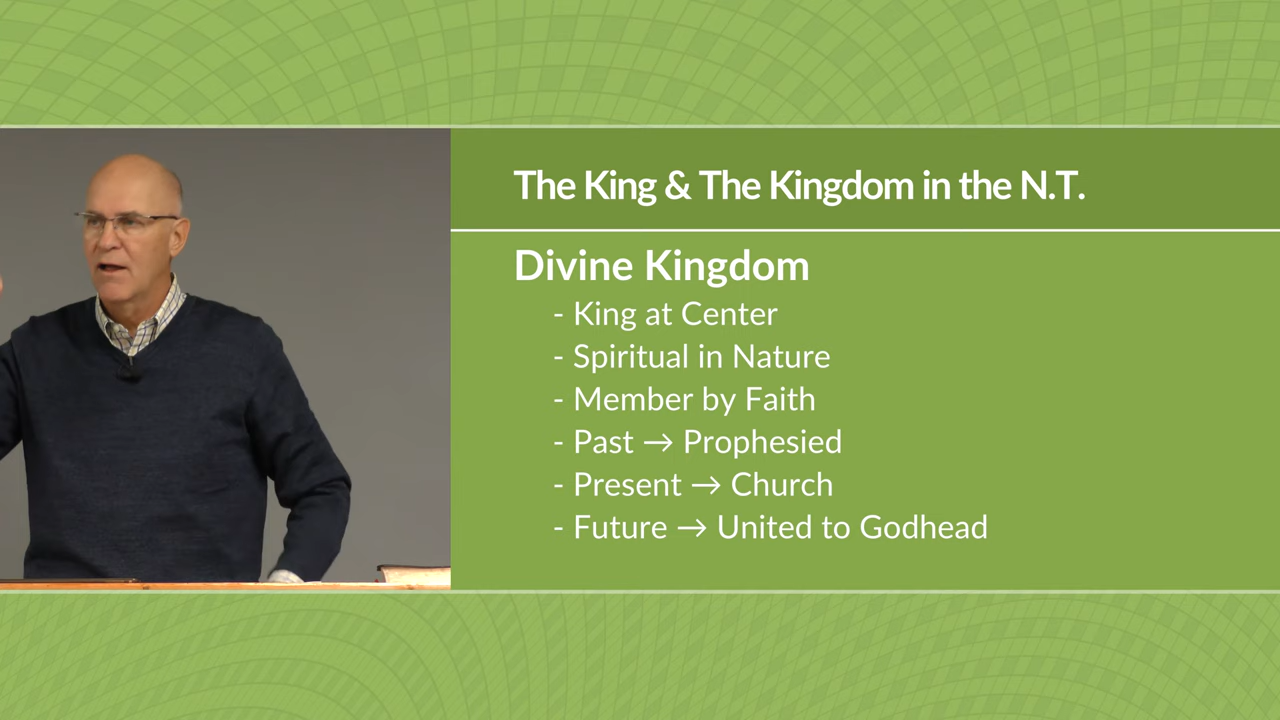 The King & The Kingdom in the N.T.
Divine Kingdom
- King at Center
- Spiritual in Nature
- Member by Faith
- Past → Prophesied
- Present → Church
- Future → United to Godhead